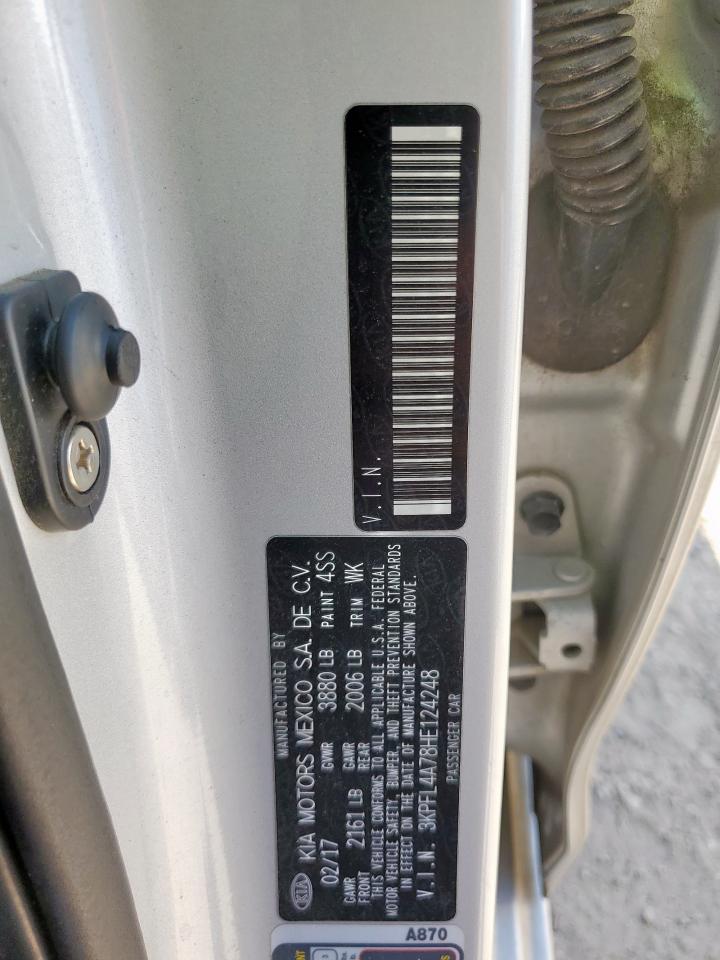 V.I.N.
MANUFACTURED BY
KIA KIA MOTORS MEXICO S.A. DE C.V.
02/17 GVWR 3880 LB PAINT 4SS
GAWR FRONT 2161 LB GAWR REAR 2006 LB TRIM WK
THIS VEHICLE CONFORMS TO ALL APPLICABLE U.S.A. FEDERAL
MOTOR VEHICLE SAFETY, BUMPER, AND THEFT PREVENTION STANDARDS
IN EFFECT ON THE DATE OF MANUFACTURE SHOWN ABOVE.
V.I.N. 3KPFL4A78HE124248
PASSENGER CAR
A870